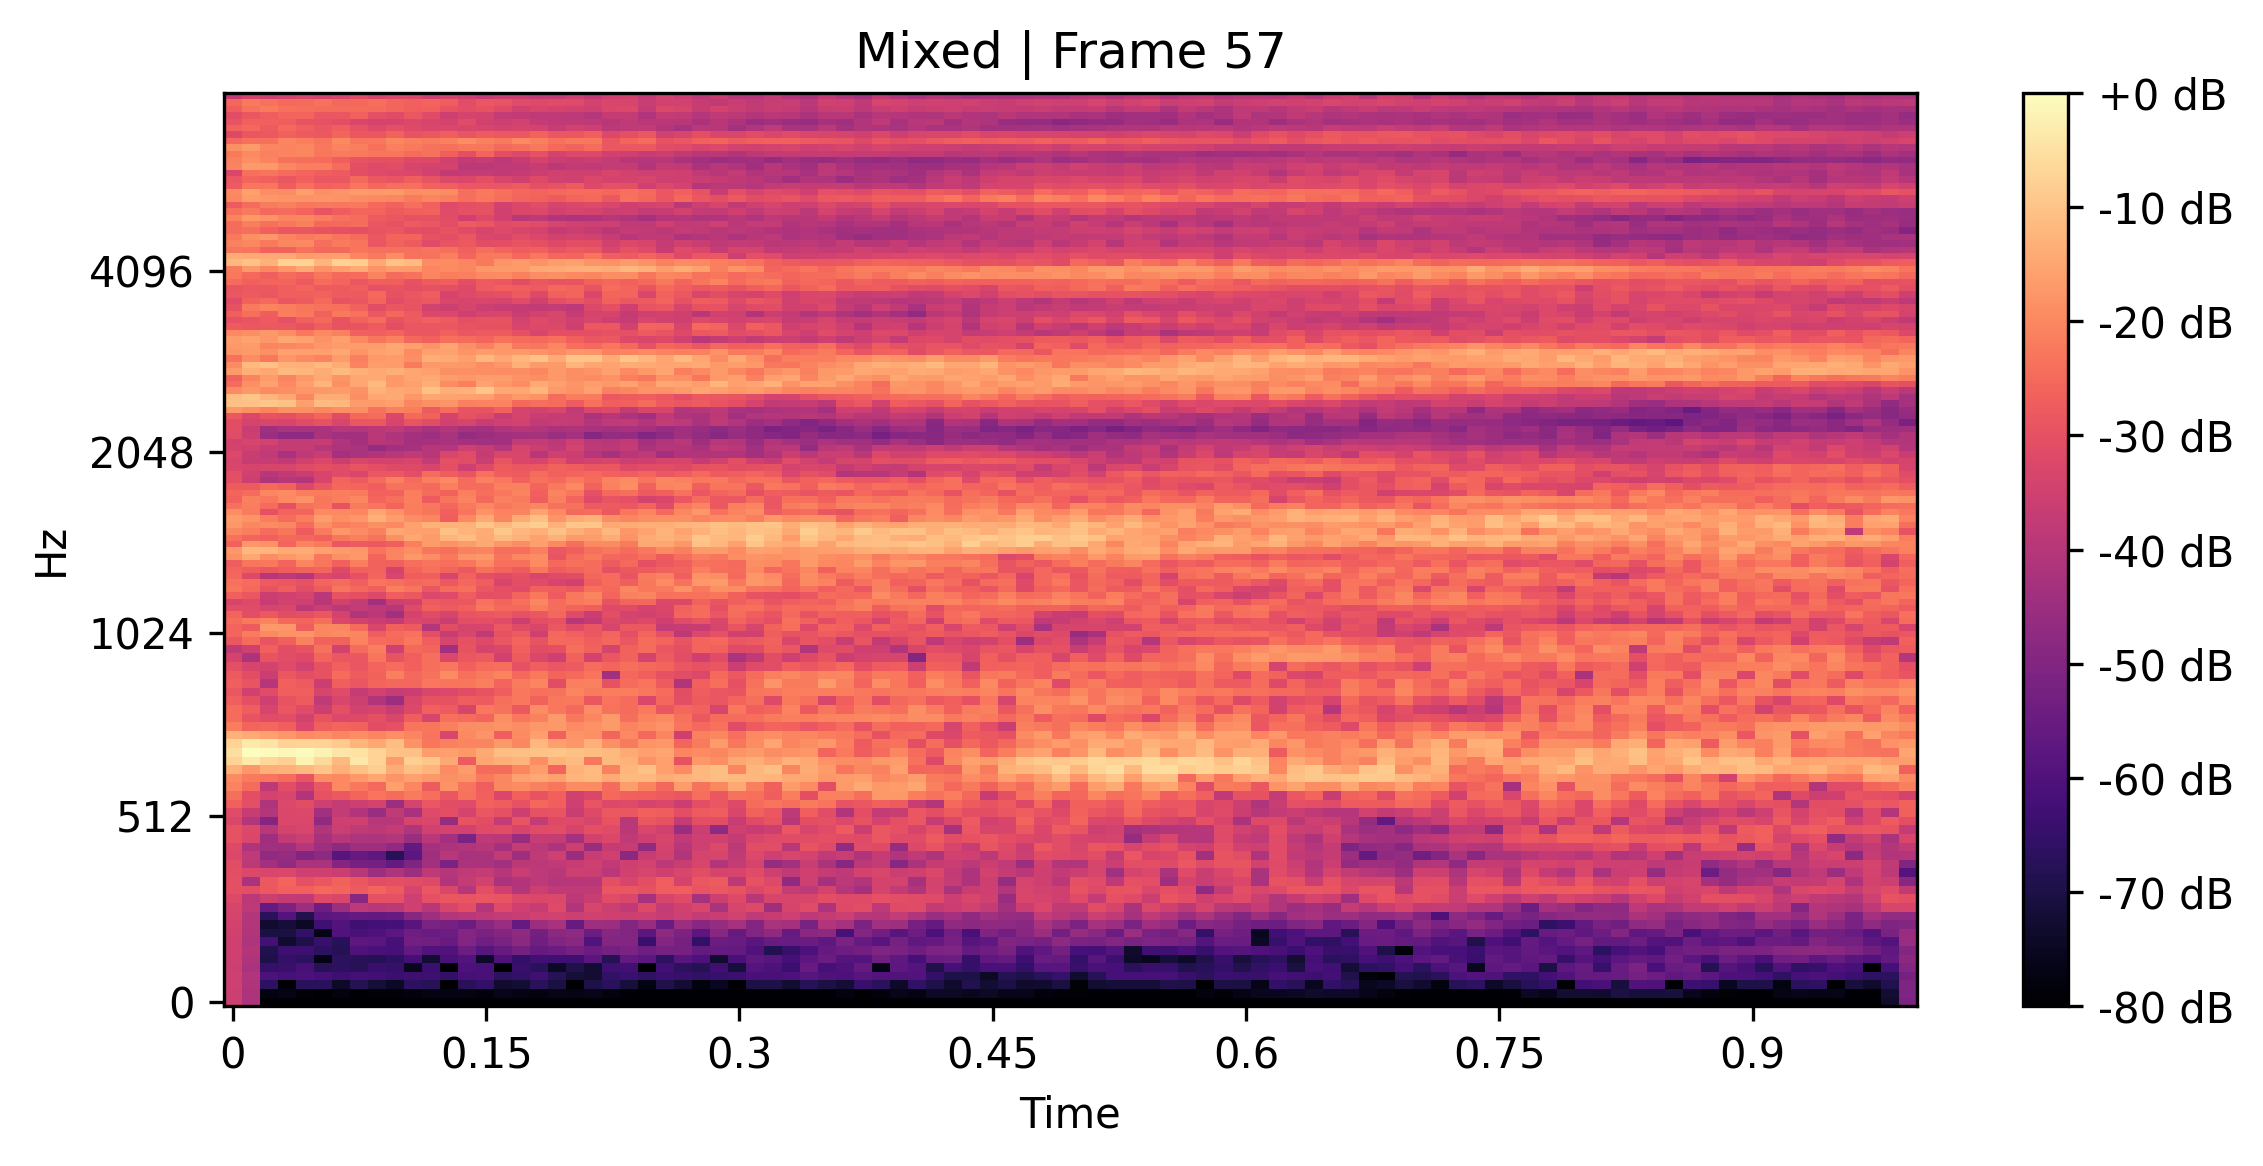 Mixed | Frame 57
Hz
4096
2048
1024
512
0
0 0.15 0.3 0.45 0.6 0.75 0.9
Time
+0 dB
-10 dB
-20 dB
-30 dB
-40 dB
-50 dB
-60 dB
-70 dB
-80 dB